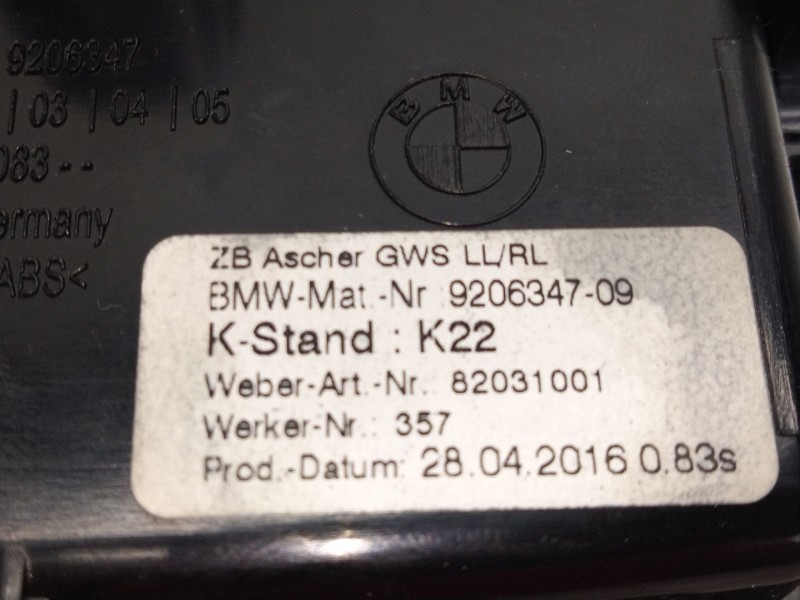 9206347
| 03 | 04 | 05
083 - -
ermany
ABS<
BMW
ZB Ascher GWS LL/RL
BMW-Mat.-Nr :9206347-09
K-Stand : K22
Weber-Art.-Nr.: 82031001
Werker-Nr.: 357
Prod.-Datum: 28.04.2016 0.83s